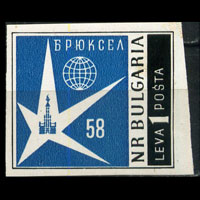 БРЮКСЕЛ
58
NR BULGARIA
LEVA 1 POŠTA